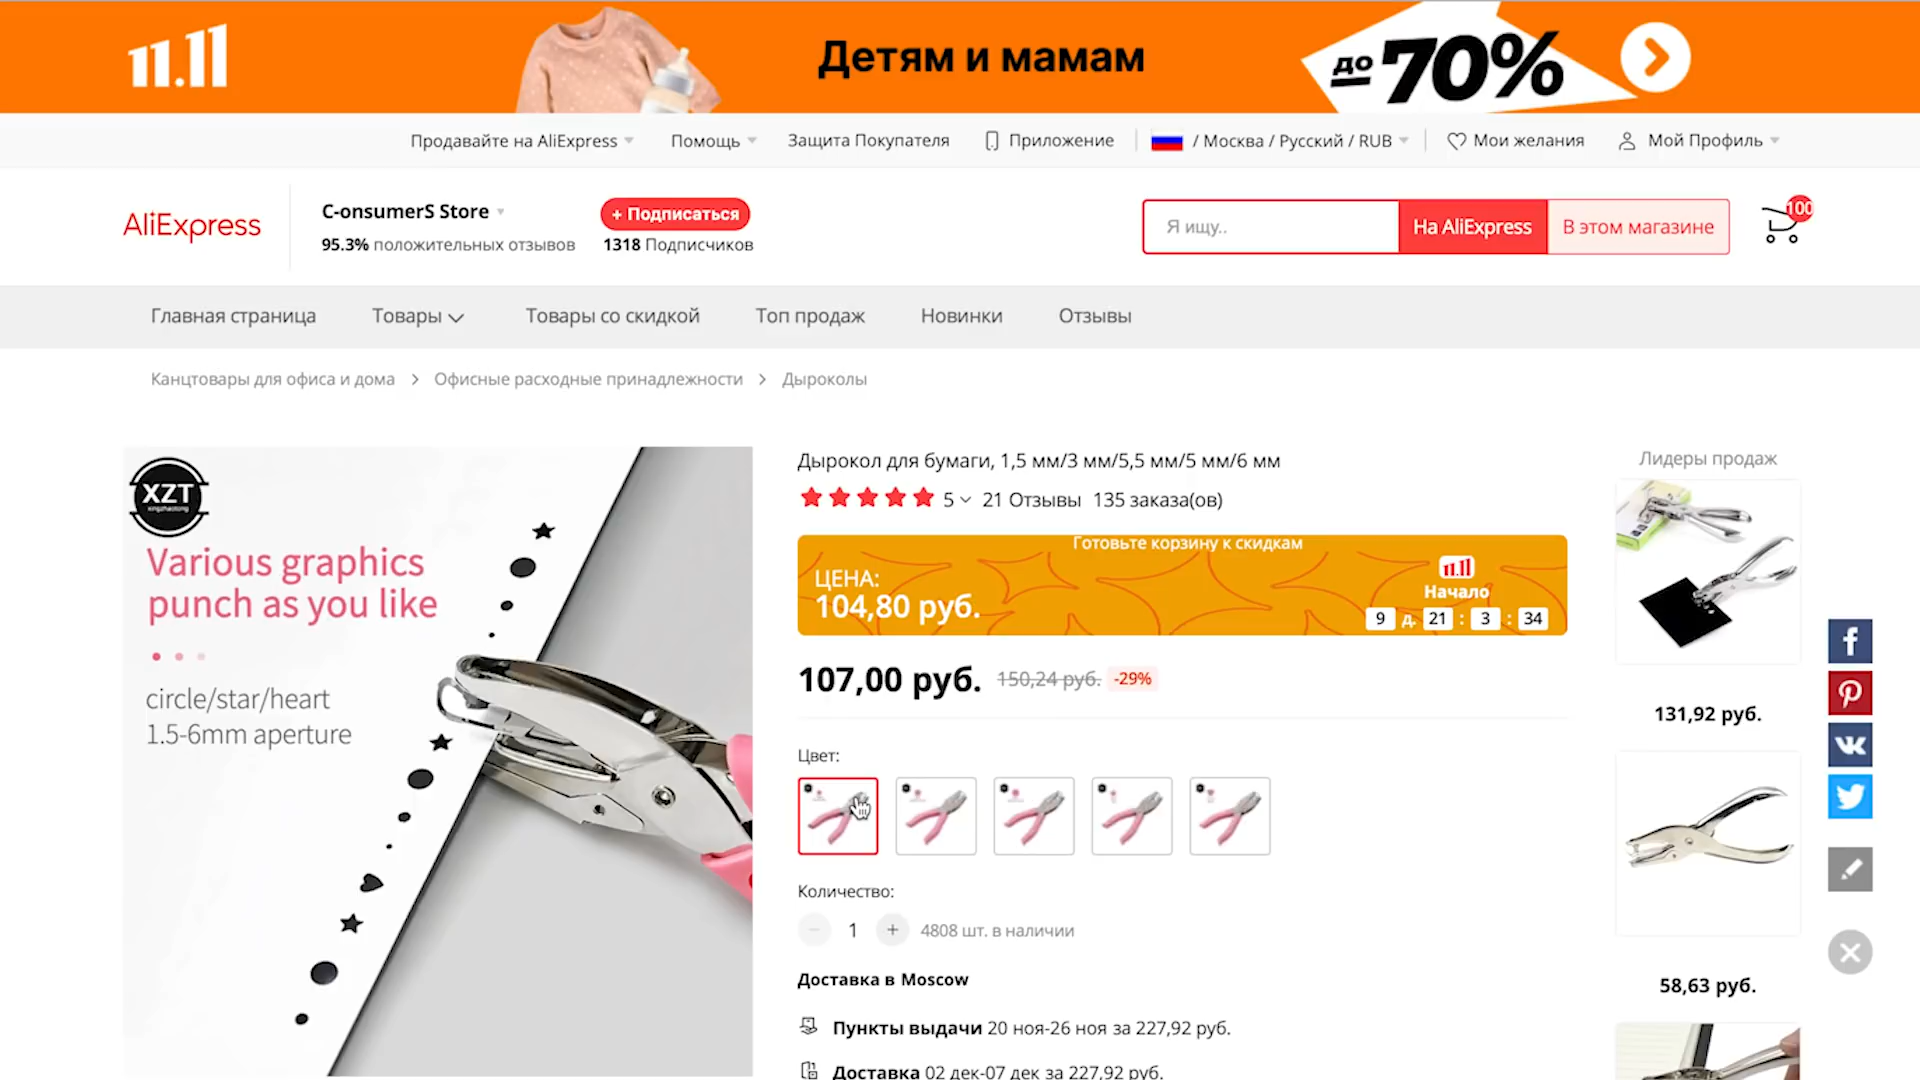 11.11
Детям и мамам
до 70%
Продавайте на AliExpress
Помощь
Защита Покупателя
Приложение
/ Москва / Русский / RUB
Мои желания
Мой Профиль
AliExpress
C-onsumerS Store
95.3% положительных отзывов
+ Подписаться
1318 Подписчиков
Я ищу..
На AliExpress
В этом магазине
100
Главная страница
Товары
Товары со скидкой
Топ продаж
Новинки
Отзывы
Канцтовары для офиса и дома
Офисные расходные принадлежности
Дыроколы
XZT
xingzhaotong
Various graphics
punch as you like
circle/star/heart
1.5-6mm aperture
Дырокол для бумаги, 1,5 мм/3 мм/5,5 мм/5 мм/6 мм
5 21 Отзывы 135 заказа(ов)
Готовьте корзину к скидкам
ЦЕНА:
104,80 руб.
11.11
Начало
9 д. 21 : 3 : 34
107,00 руб. 150,24 руб. -29%
Цвет:
Количество:
− 1 + 4808 шт. в наличии
Доставка в Moscow
Пункты выдачи 20 ноя-26 ноя за 227,92 руб.
Доставка 02 дек-07 дек за 227,92 руб.
Лидеры продаж
131,92 руб.
58,63 руб.